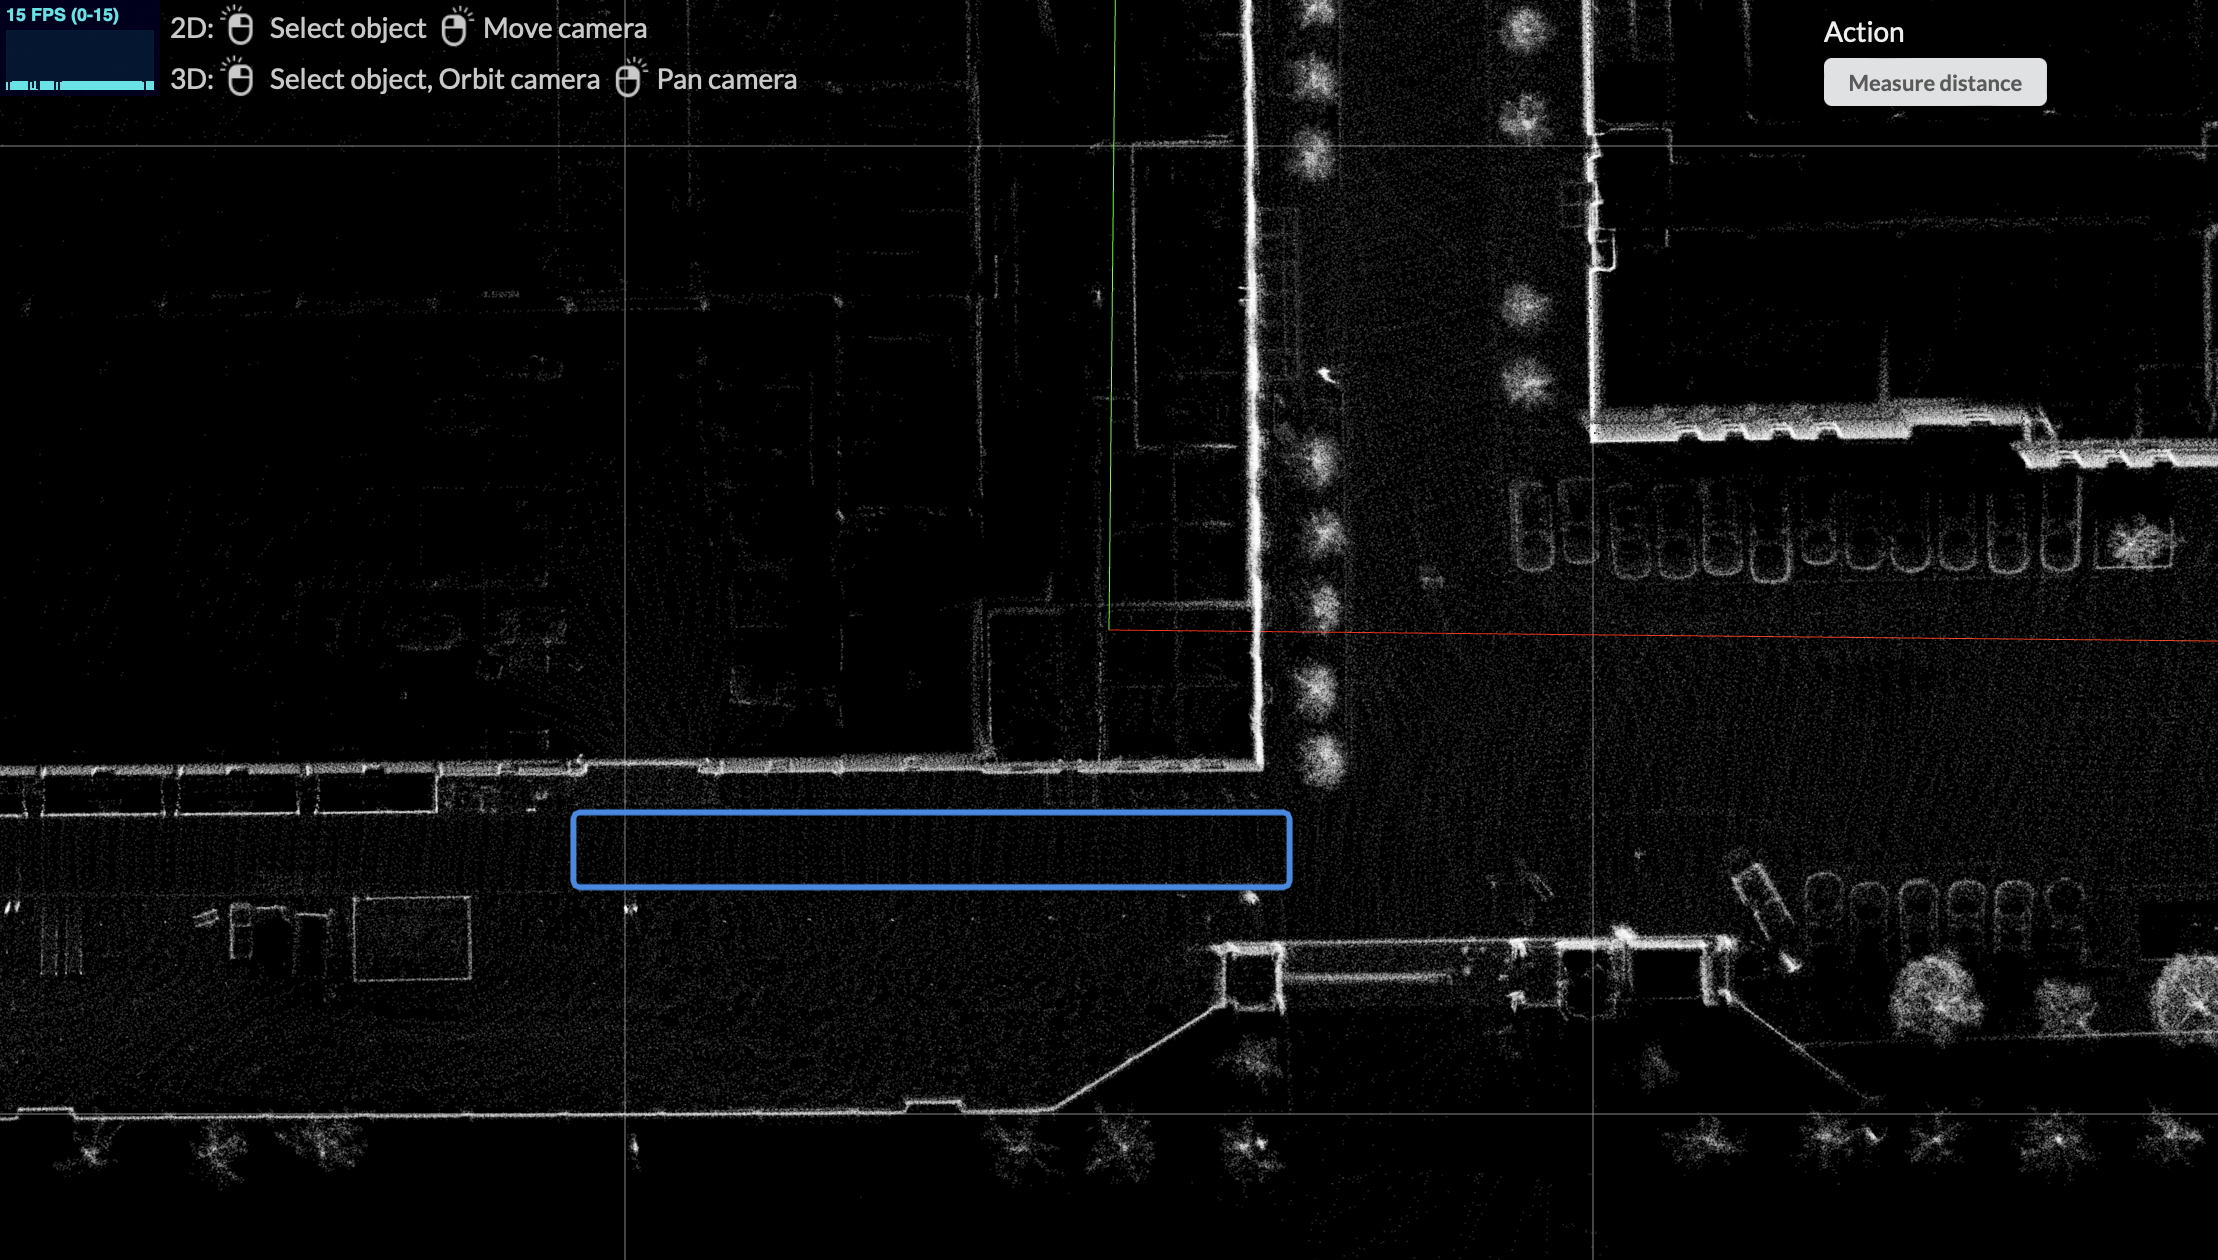 15 FPS (0-15)
2D: Select object Move camera
3D: Select object, Orbit camera Pan camera
Action
Measure distance